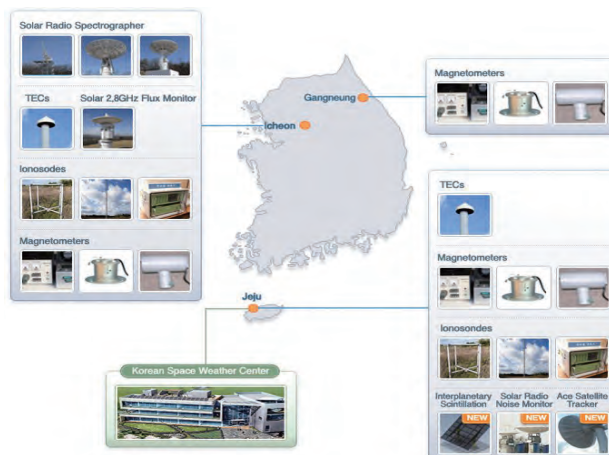 Solar Radio Spectrographer
TECs
Solar 2,8GHz Flux Monitor
Ionosodes
Magnetometers
Gangneung
Icheon
Jeju
Korean Space Weather Center
Magnetometers
TECs
Magnetometers
Ionosondes
Interplanetary
Scintillation
Solar Radio
Noise Monitor
Ace Satellite
Tracker
NEW
NEW
NEW